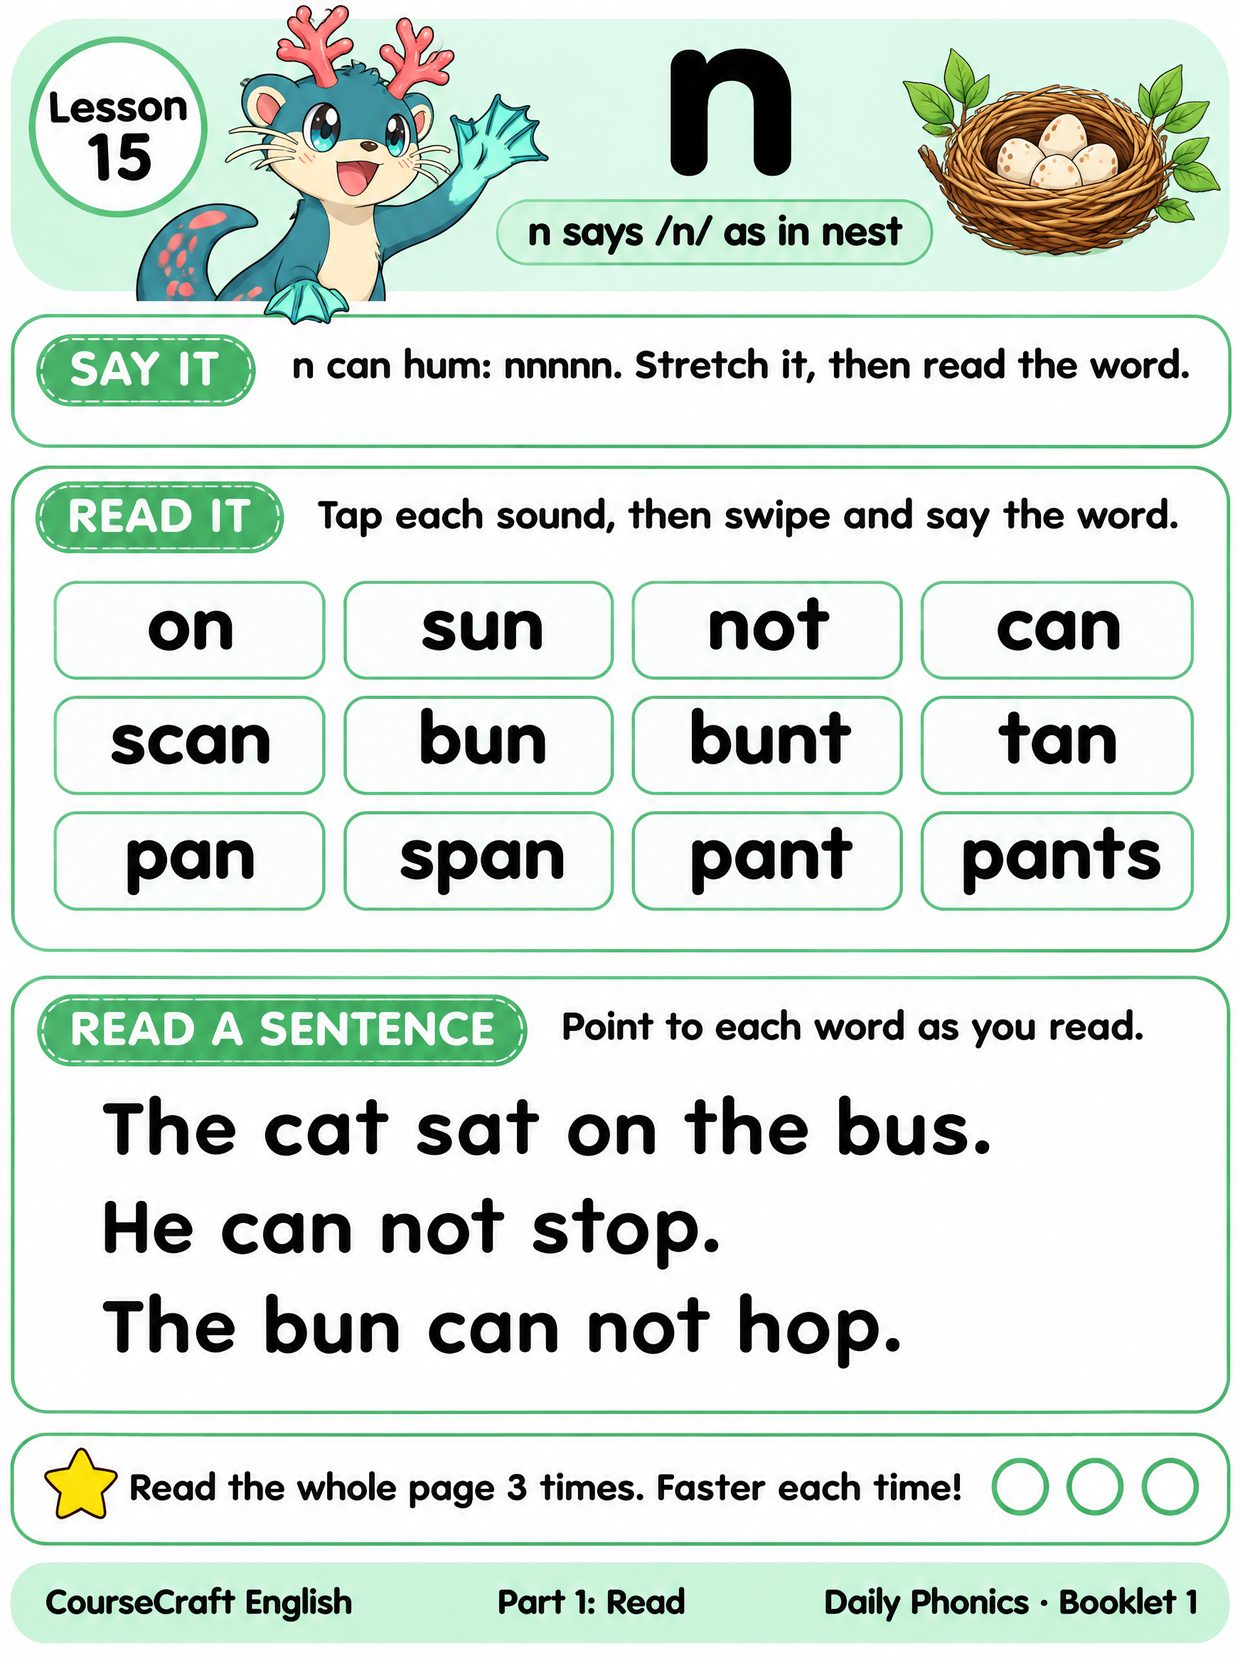 Lesson
15
n
n says /n/ as in nest
SAY IT
n can hum: nnnnn. Stretch it, then read the word.
READ IT
Tap each sound, then swipe and say the word.
on sun not can
scan bun bunt tan
pan span pant pants
READ A SENTENCE
Point to each word as you read.
The cat sat on the bus.
He can not stop.
The bun can not hop.
Read the whole page 3 times. Faster each time!
CourseCraft English
Part 1: Read
Daily Phonics · Booklet 1